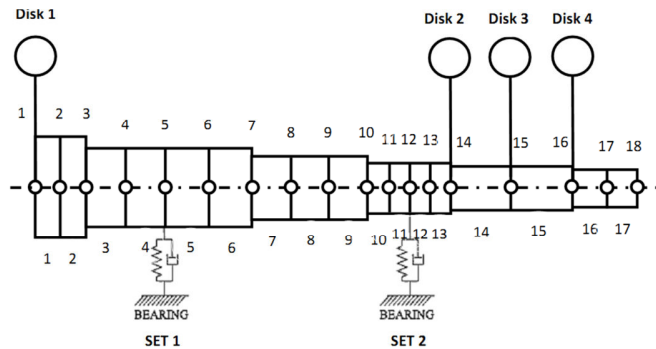 Disk 1
Disk 2 Disk 3 Disk 4
1 2 3 4 5 6 7 8 9 10 11 12 13 14 15 16 17 18
1 2 3 4 5 6 7 8 9 10 11 12 13 14 15 16 17
BEARING BEARING
SET 1 SET 2